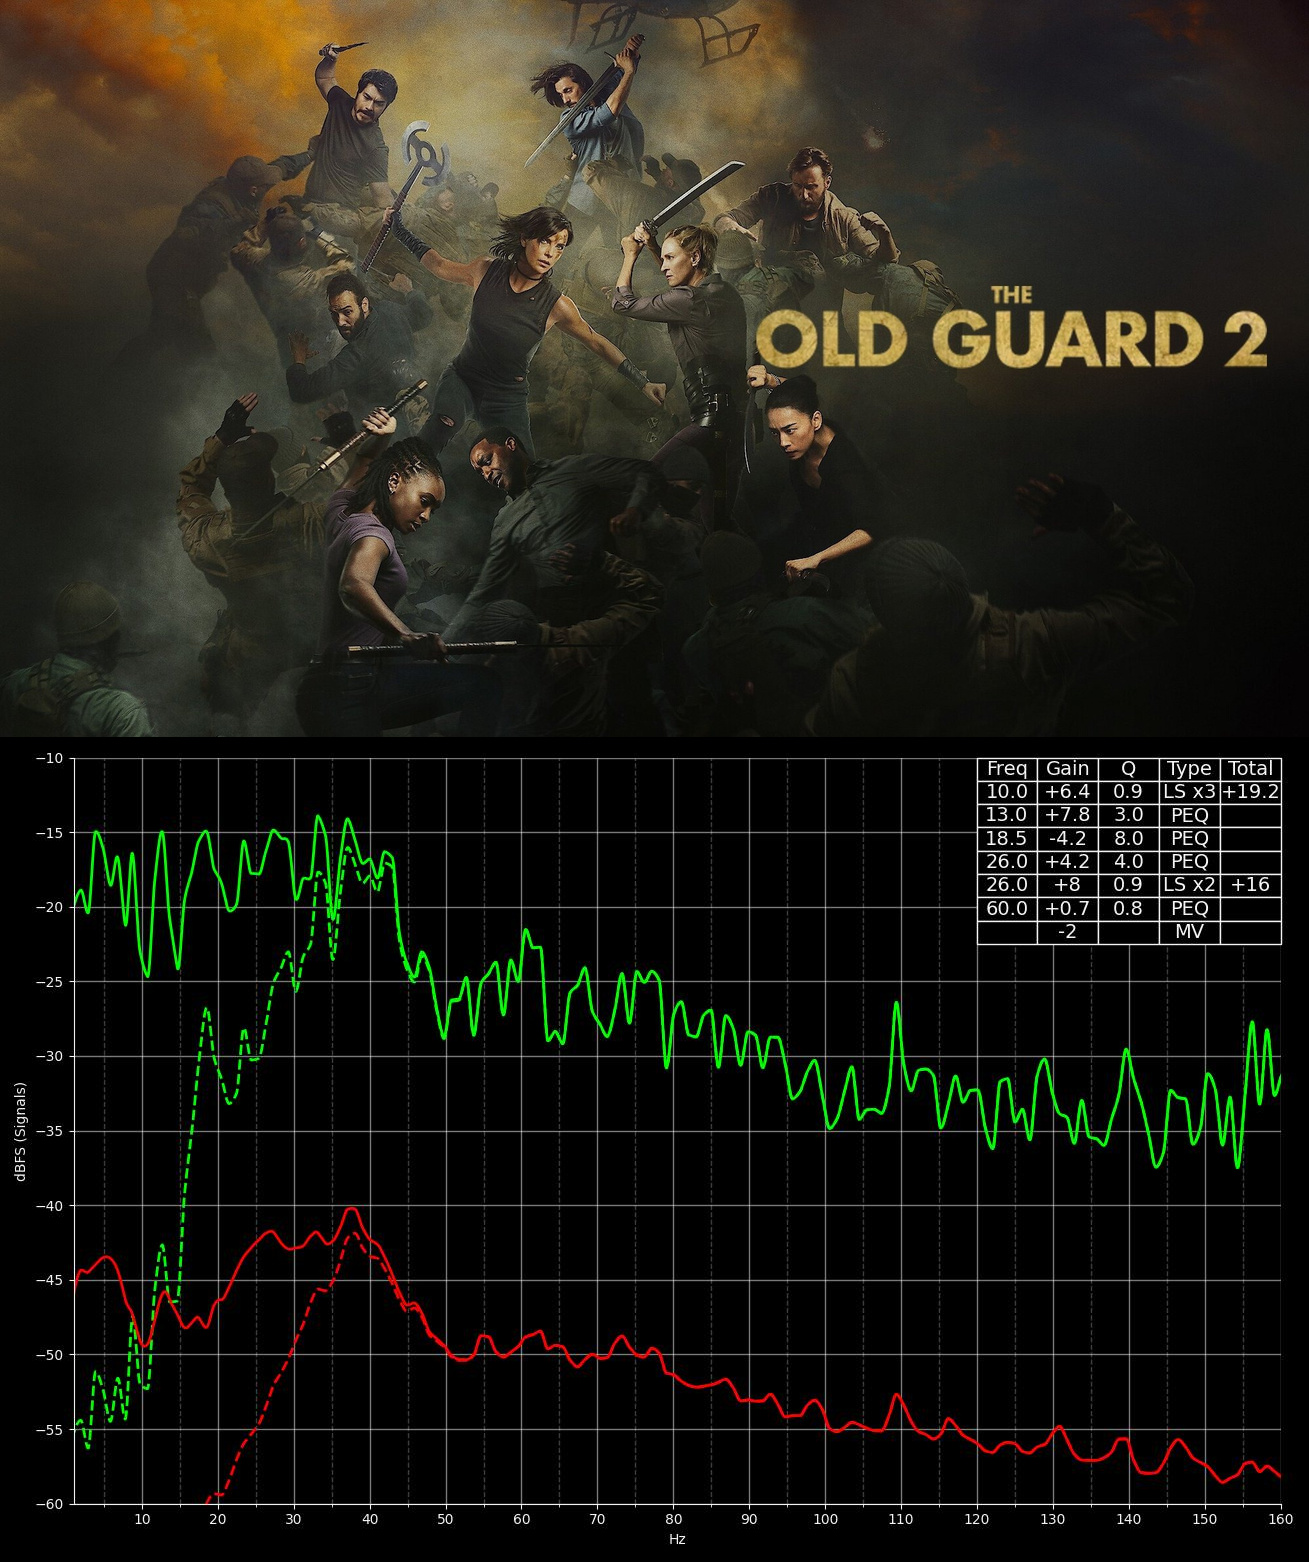 THE
OLD GUARD 2
Freq Gain Q Type Total
10.0 +6.4 0.9 LS x3 +19.2
13.0 +7.8 3.0 PEQ
18.5 -4.2 8.0 PEQ
26.0 +4.2 4.0 PEQ
26.0 +8 0.9 LS x2 +16
60.0 +0.7 0.8 PEQ
-2 MV
−10
−15
−20
−25
−30
−35
−40
−45
−50
−55
−60
dBFS (Signals)
10 20 30 40 50 60 70 80 90 100 110 120 130 140 150 160
Hz